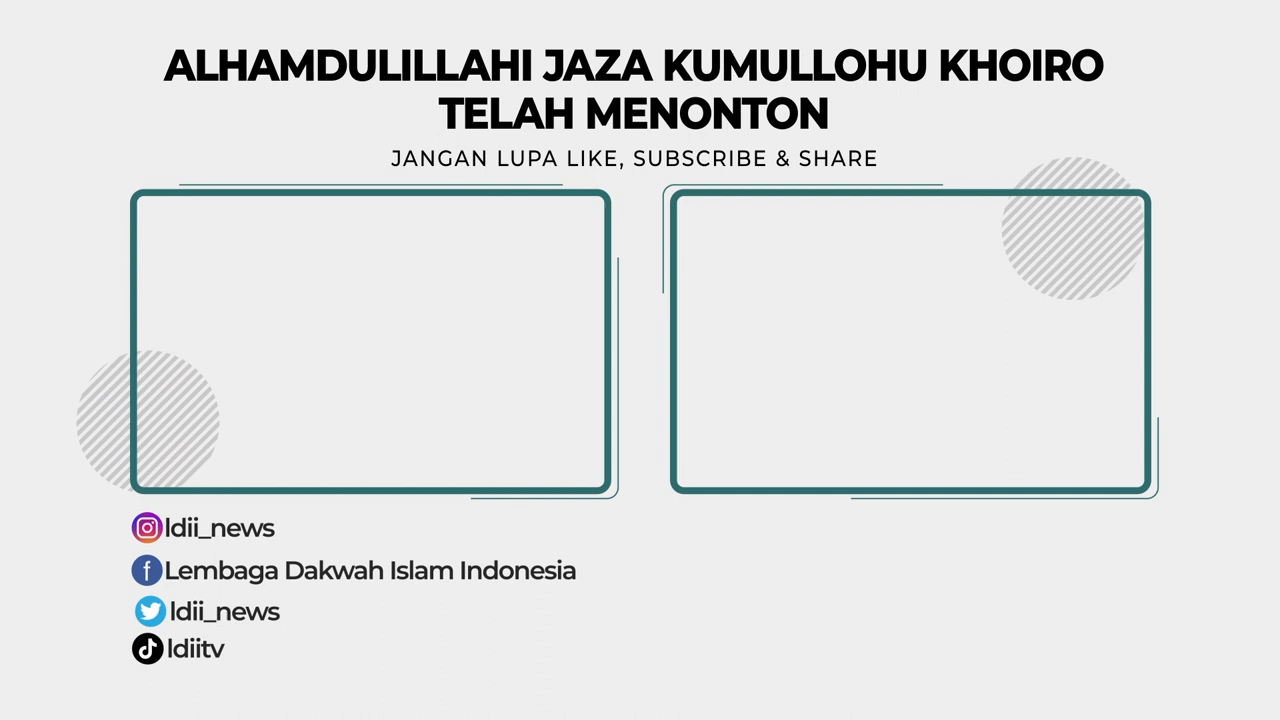 ALHAMDULILLAHI JAZA KUMULLOHU KHOIRO
TELAH MENONTON
JANGAN LUPA LIKE, SUBSCRIBE & SHARE
ldii_news
Lembaga Dakwah Islam Indonesia
ldii_news
ldiitv